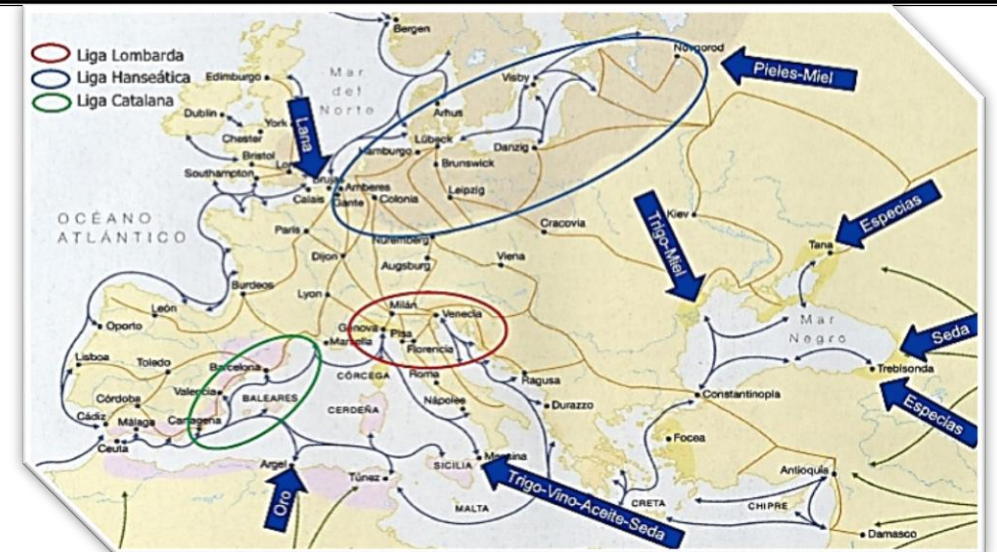 Liga Lombarda
Liga Hanseática
Liga Catalana
Bergen
Novgorod
Pieles-Miel
Edimburgo
Mar
del
Norte
Visby
Dublin
York
Arhus
Chester
Lana
Lübeck
Hamburgo
Danzig
Bristol
Brunswick
Southampton
Brujas
Amberes
Calais
Gante
Colonia
Leipzig
OCÉANO
ATLÁNTICO
Paris
Cracovia
Kiev
Trigo-Miel
Especias
Tana
Nuremberg
Dijon
Augsburg
Viena
Burdeos
Lyon
León
Milán
Venecia
Oporto
Génova
Pisa
Florencia
Marsella
Mar
Negro
Seda
Trebisonda
Lisboa
Toledo
Barcelona
CÓRCEGA
Roma
Ragusa
Constantinopla
Valencia
BALEARES
Córdoba
Nápoles
Durazzo
Especias
CERDEÑA
Cádiz
Málaga
Cartagena
Ceuta
Focea
Argel
Túnez
SICILIA
Messina
Antioquia
Oro
Trigo-Vino-Aceite-Seda
MALTA
CRETA
CHIPRE
Damasco